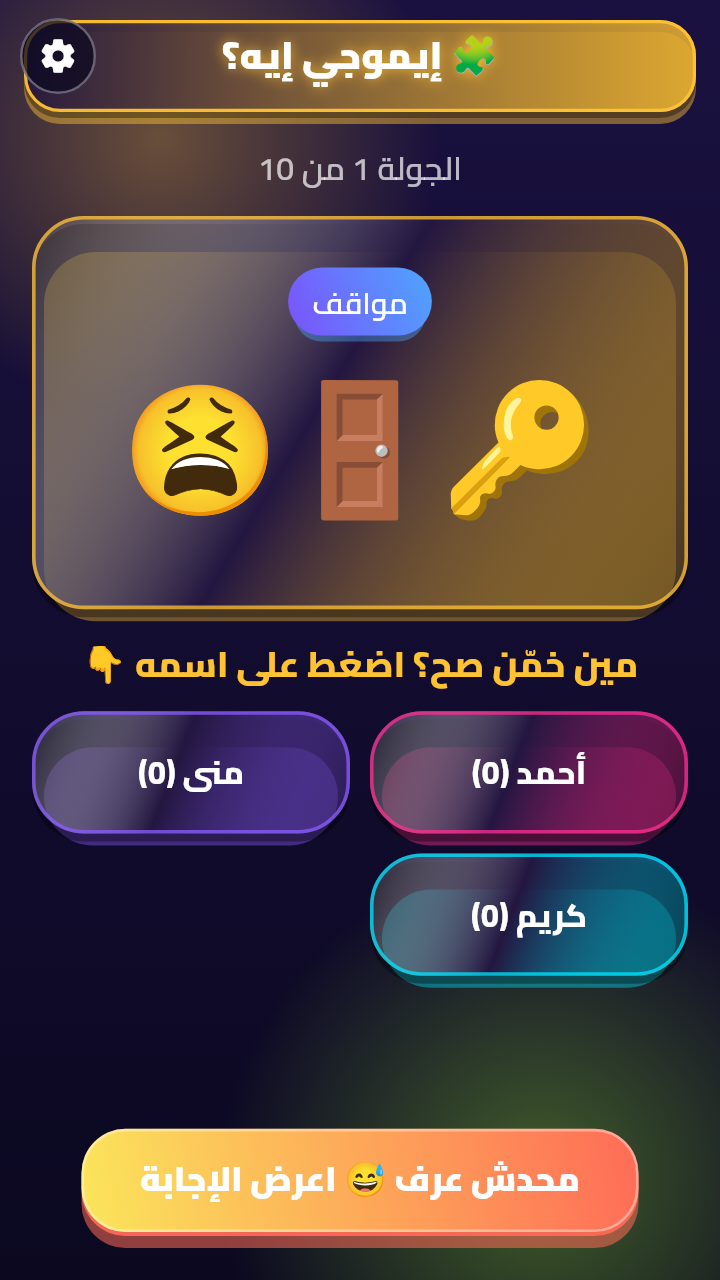 إيموجي إيه؟ 🧩
الجولة 1 من 10
مواقف
مين خمّن صح؟ اضغط على اسمه 👇
أحمد (0)
منى (0)
كريم (0)
محدش عرف 😅 اعرض الإجابة